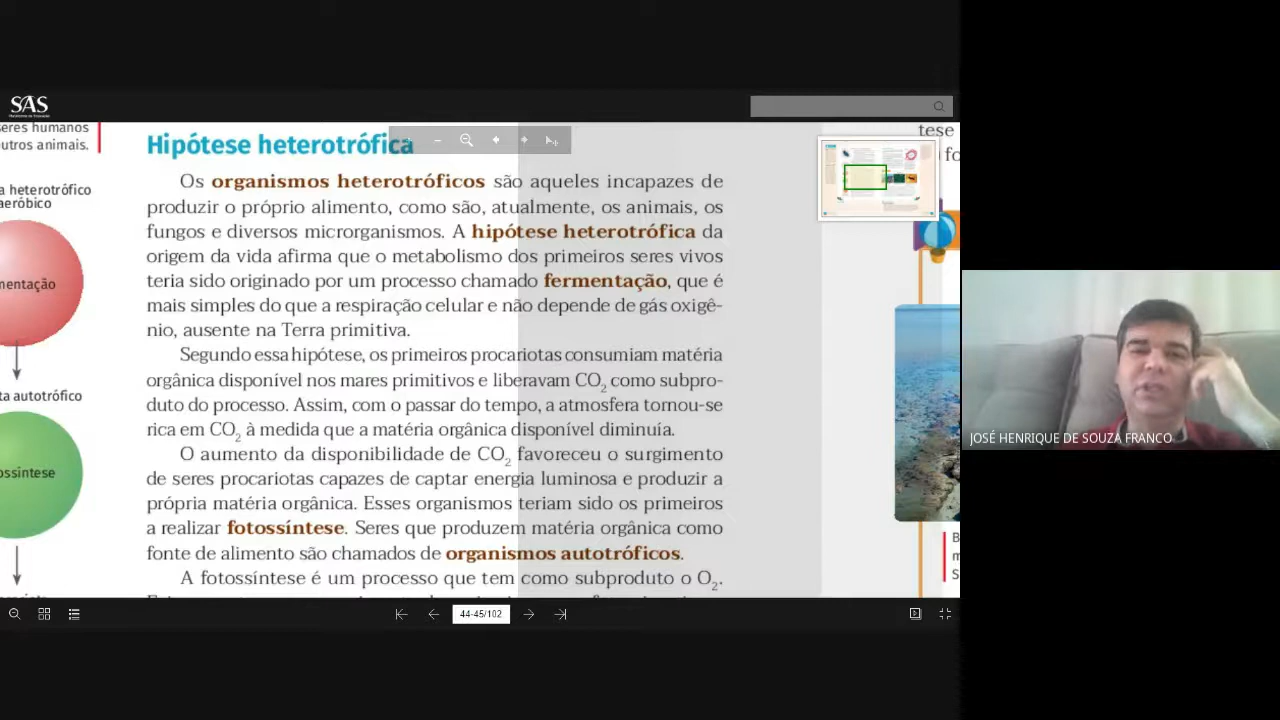 SAS
seres humanos
utros animais.
a heterotrófico
aeróbico
mentação
ta autotrófico
ossíntese
Hipótese heterotrófica
Os organismos heterotróficos são aqueles incapazes de
produzir o próprio alimento, como são, atualmente, os animais, os
fungos e diversos microrganismos. A hipótese heterotrófica da
origem da vida afirma que o metabolismo dos primeiros seres vivos
teria sido originado por um processo chamado fermentação, que é
mais simples do que a respiração celular e não depende de gás oxigê-
nio, ausente na Terra primitiva.
Segundo essa hipótese, os primeiros procariotas consumiam matéria
orgânica disponível nos mares primitivos e liberavam CO₂ como subpro-
duto do processo. Assim, com o passar do tempo, a atmosfera tornou-se
rica em CO₂ à medida que a matéria orgânica disponível diminuía.
O aumento da disponibilidade de CO₂ favoreceu o surgimento
de seres procariotas capazes de captar energia luminosa e produzir a
própria matéria orgânica. Esses organismos teriam sido os primeiros
a realizar fotossíntese. Seres que produzem matéria orgânica como
fonte de alimento são chamados de organismos autotróficos.
A fotossíntese é um processo que tem como subproduto o O₂.
tese
fo
B
m
S
44-45/102
JOSÉ HENRIQUE DE SOUZA FRANCO